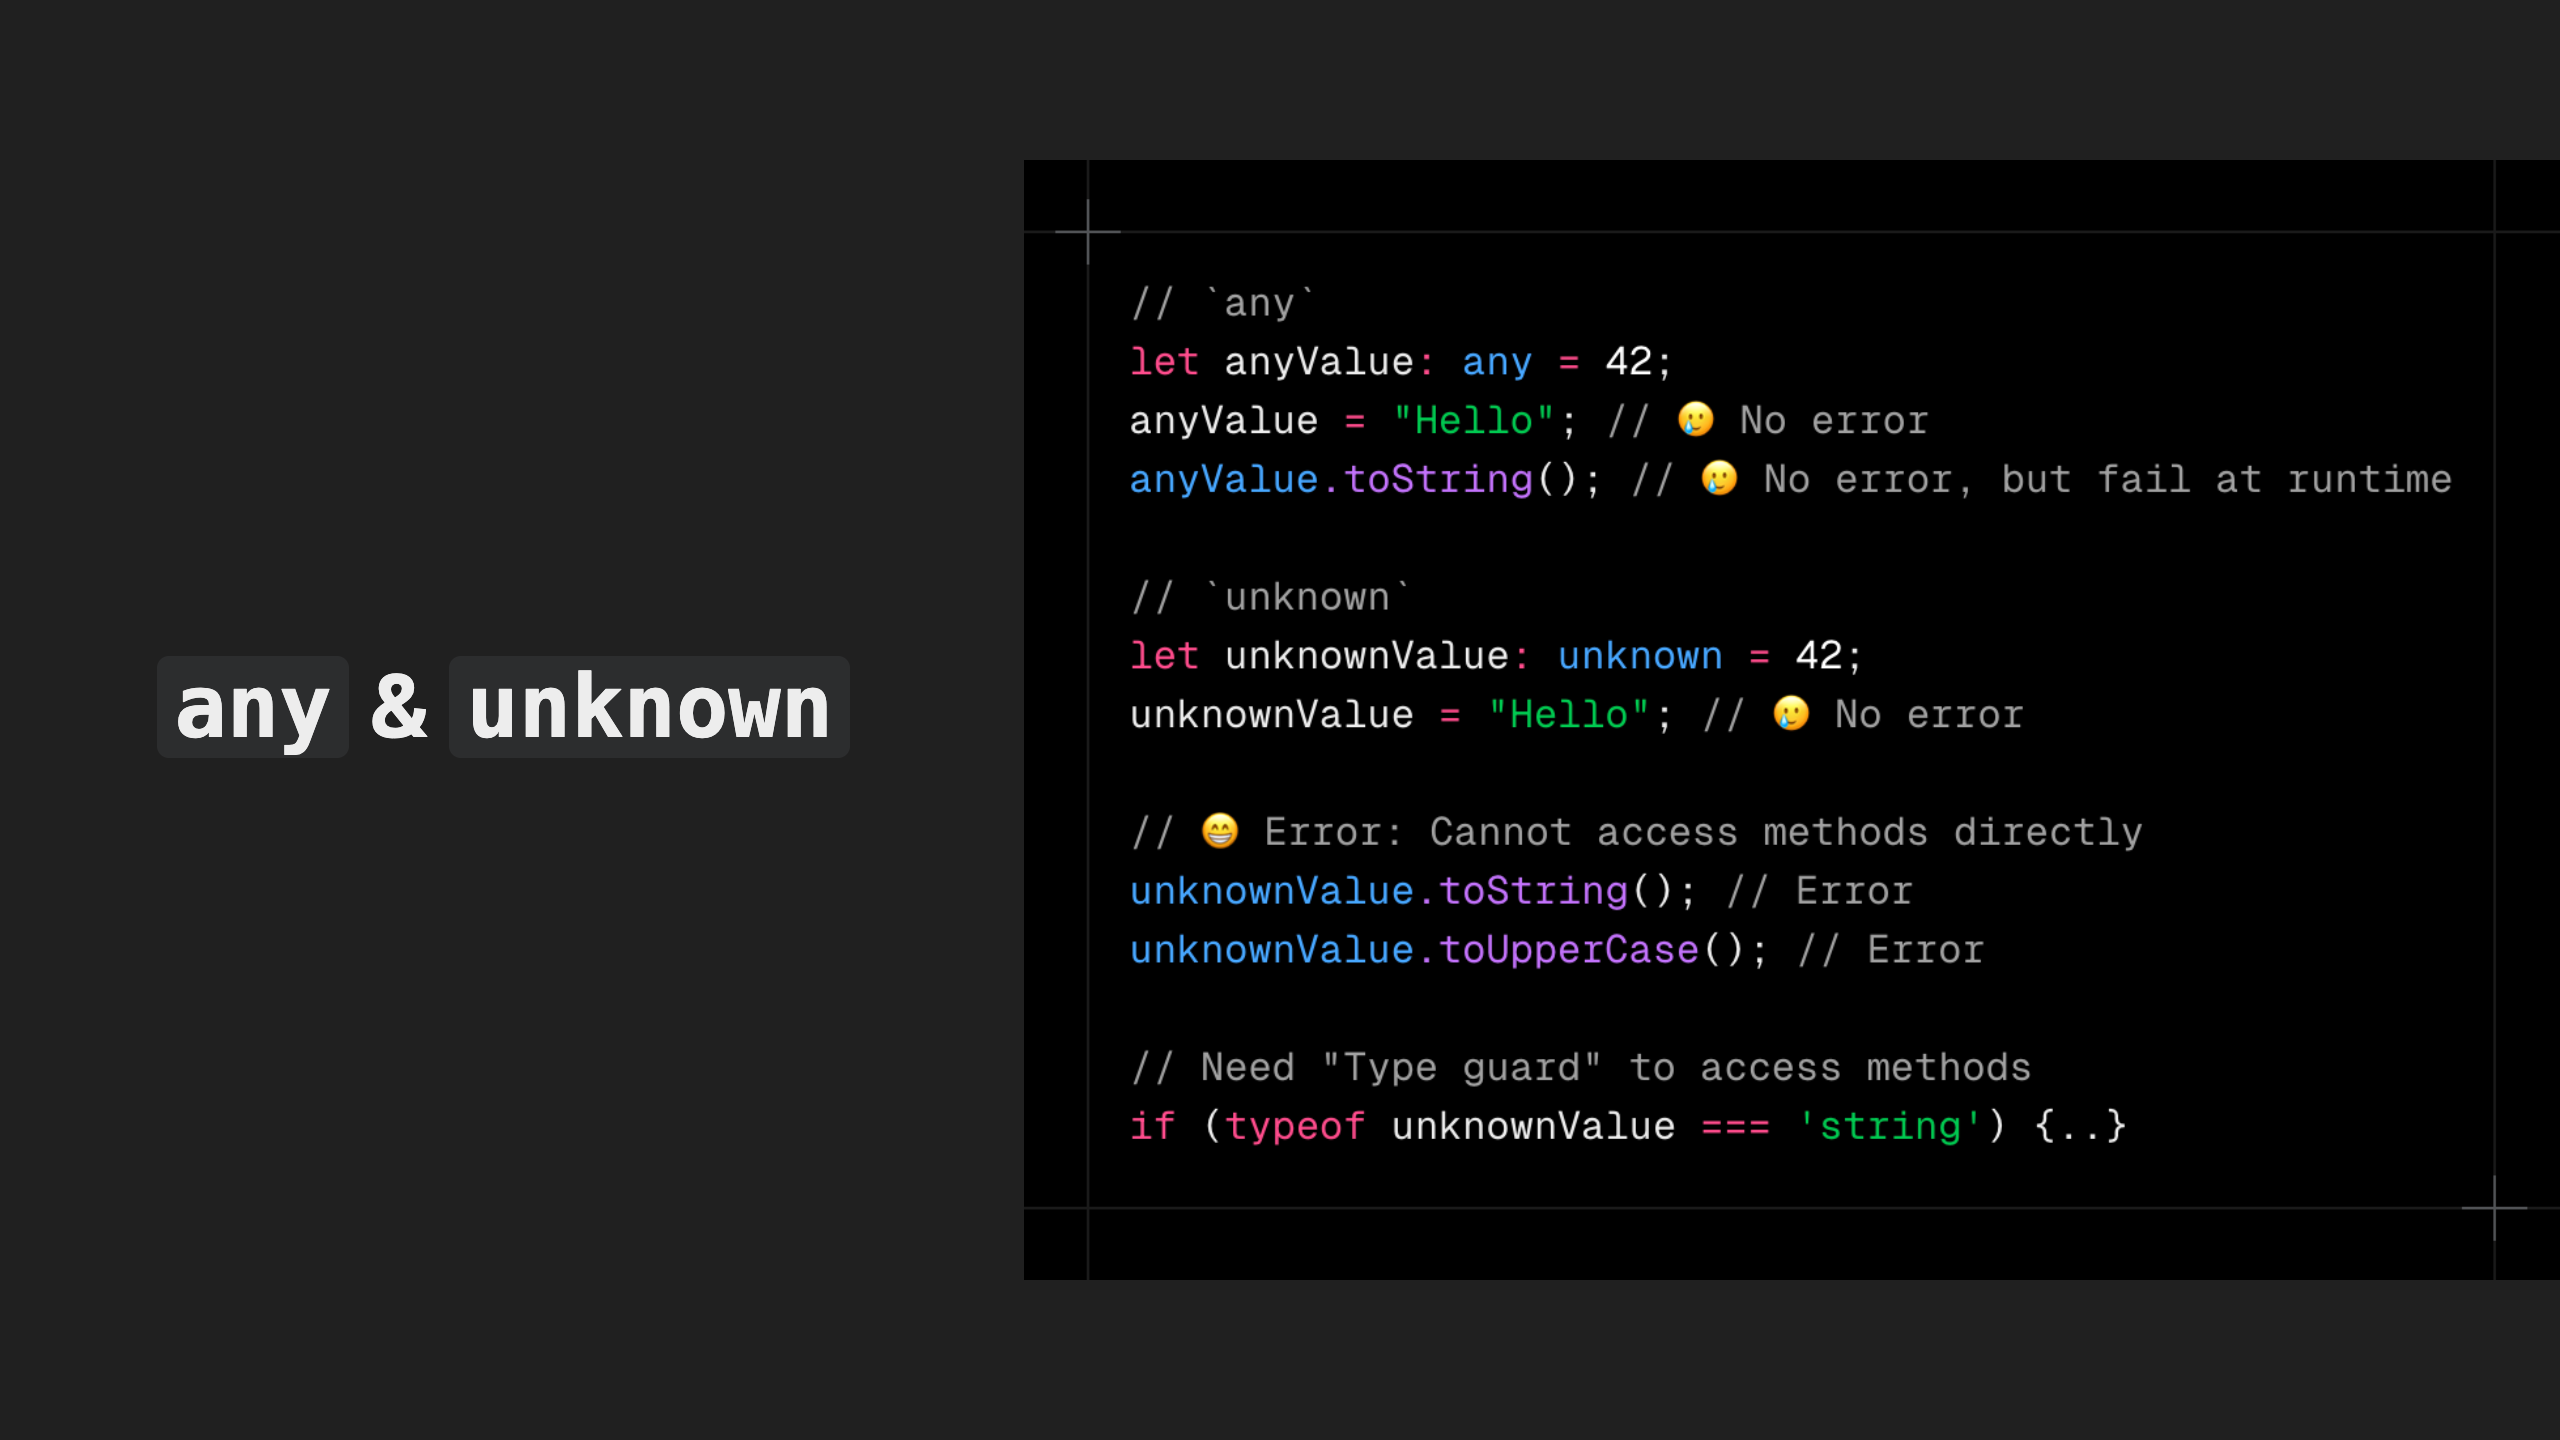 any & unknown
// `any`
let anyValue: any = 42;
anyValue = "Hello"; // 🥲 No error
anyValue.toString(); // 🥲 No error, but fail at runtime
// `unknown`
let unknownValue: unknown = 42;
unknownValue = "Hello"; // 🥲 No error
// 😁 Error: Cannot access methods directly
unknownValue.toString(); // Error
unknownValue.toUpperCase(); // Error
// Need "Type guard" to access methods
if (typeof unknownValue === 'string') {..}